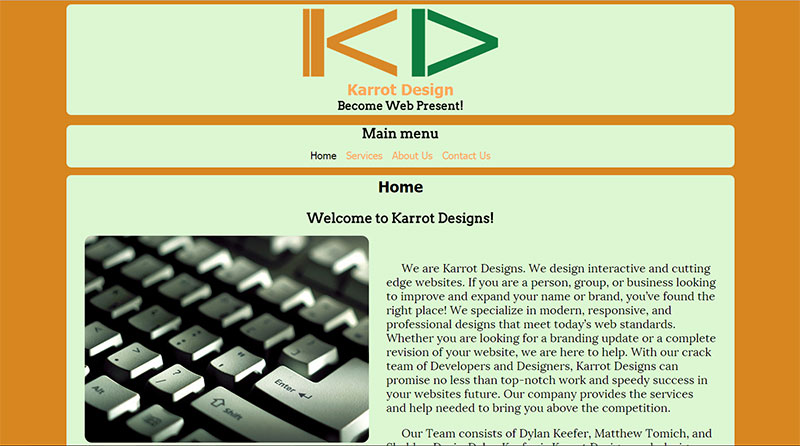 KD
Karrot Design
Become Web Present!
Main menu
Home Services About Us Contact Us
Home
Welcome to Karrot Designs!
We are Karrot Designs. We design interactive and cutting
edge websites. If you are a person, group, or business looking
to improve and expand your name or brand, you’ve found the
right place! We specialize in modern, responsive, and
professional designs that meet today’s web standards.
Whether you are looking for a branding update or a complete
revision of your website, we are here to help. With our crack
team of Developers and Designers, Karrot Designs can
promise no less than top-notch work and speedy success in
your websites future. Our company provides the services
and help needed to bring you above the competition.
Our Team consists of Dylan Keefer, Matthew Tomich, and
Enter
Shift
Alt
Ctrl